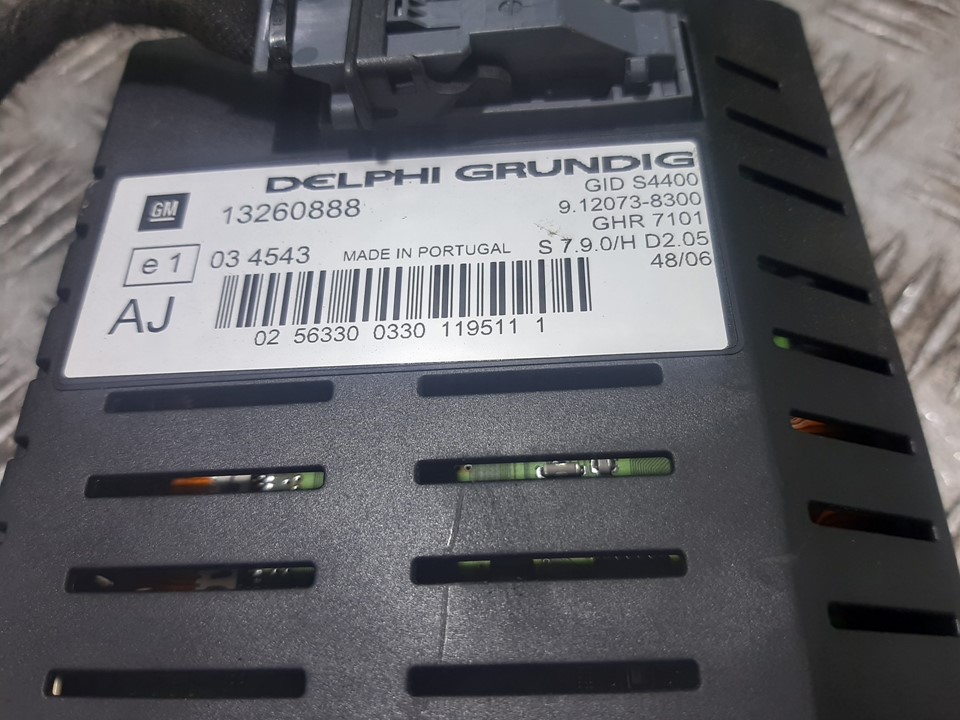 DELPHI GRUNDIG
GM
13260888
GID S4400
9.12073-8300
GHR 7101
e 1
03 4543
MADE IN PORTUGAL
S 7.9.0/H D2.05
48/06
AJ
02 56330 0330 119511 1